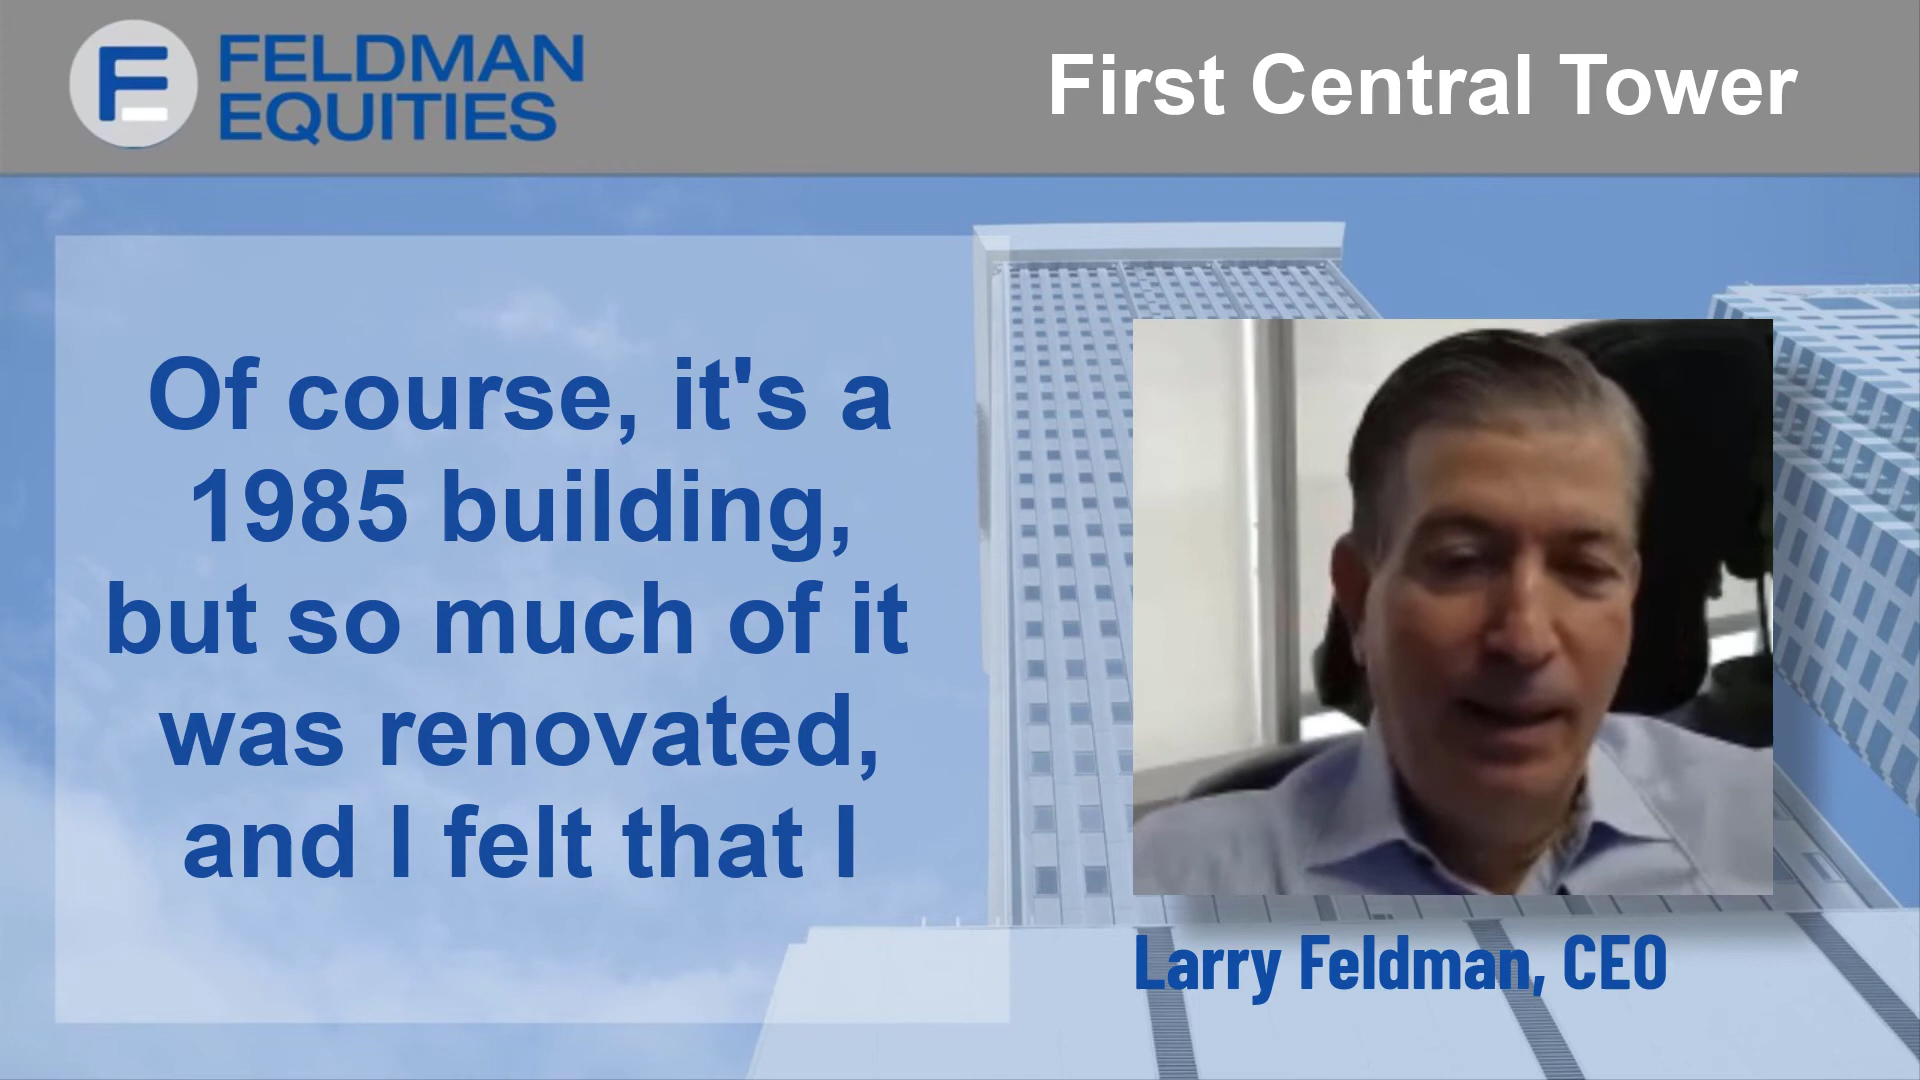 FELDMAN
EQUITIES
First Central Tower
Of course, it's a
1985 building,
but so much of it
was renovated,
and I felt that I
Larry Feldman, CEO